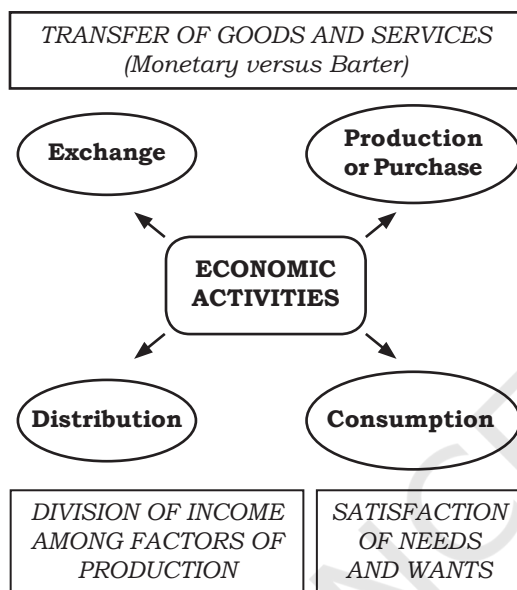 TRANSFER OF GOODS AND SERVICES
(Monetary versus Barter)
Exchange
Production
or Purchase
ECONOMIC
ACTIVITIES
Distribution
Consumption
DIVISION OF INCOME
AMONG FACTORS OF
PRODUCTION
SATISFACTION
OF NEEDS
AND WANTS